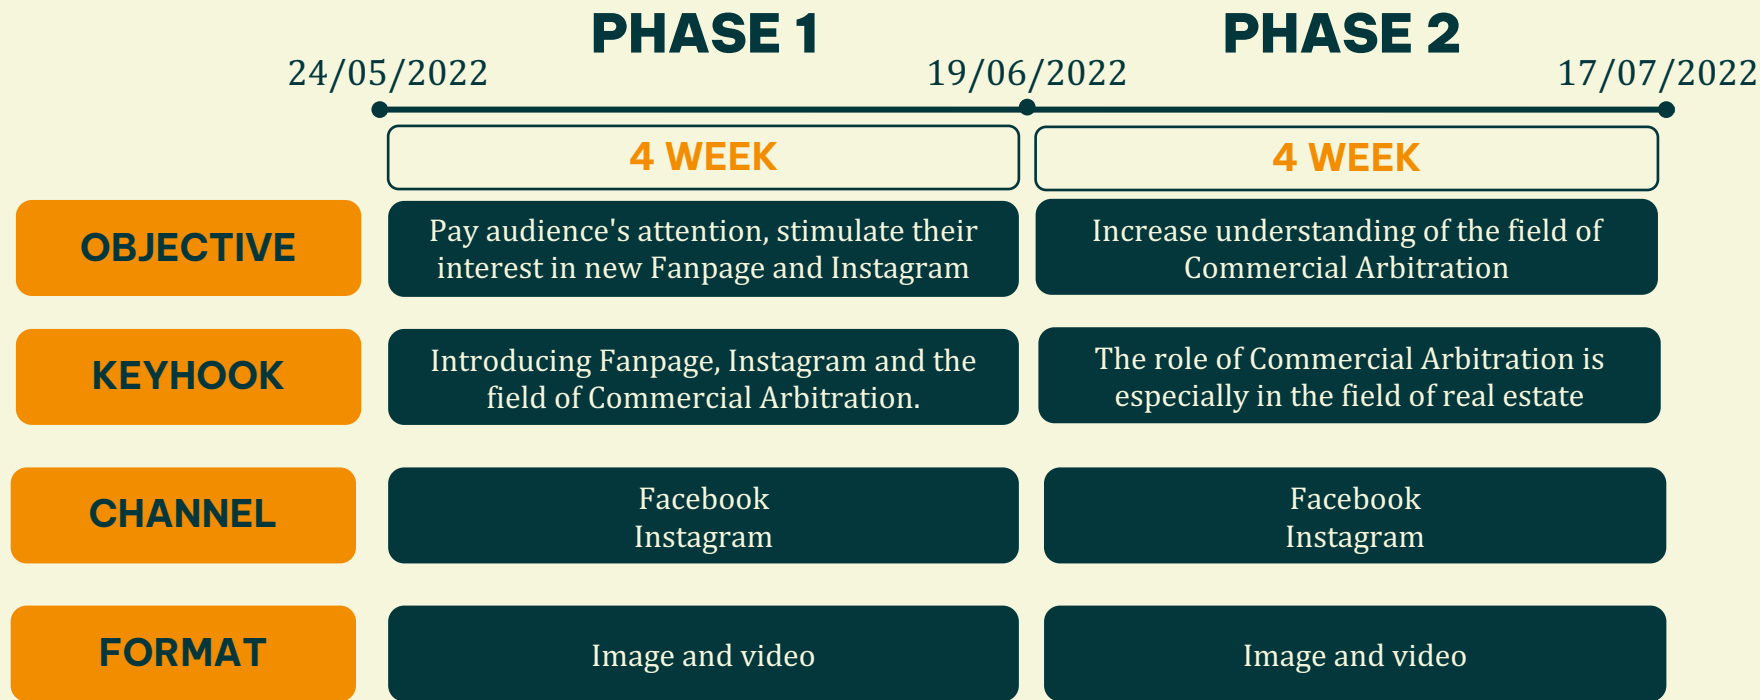 PHASE 1
PHASE 2
24/05/2022
19/06/2022
17/07/2022
4 WEEK
4 WEEK
OBJECTIVE
Pay audience's attention, stimulate their
interest in new Fanpage and Instagram
Increase understanding of the field of
Commercial Arbitration
KEYHOOK
Introducing Fanpage, Instagram and the
field of Commercial Arbitration.
The role of Commercial Arbitration is
especially in the field of real estate
CHANNEL
Facebook
Instagram
Facebook
Instagram
FORMAT
Image and video
Image and video